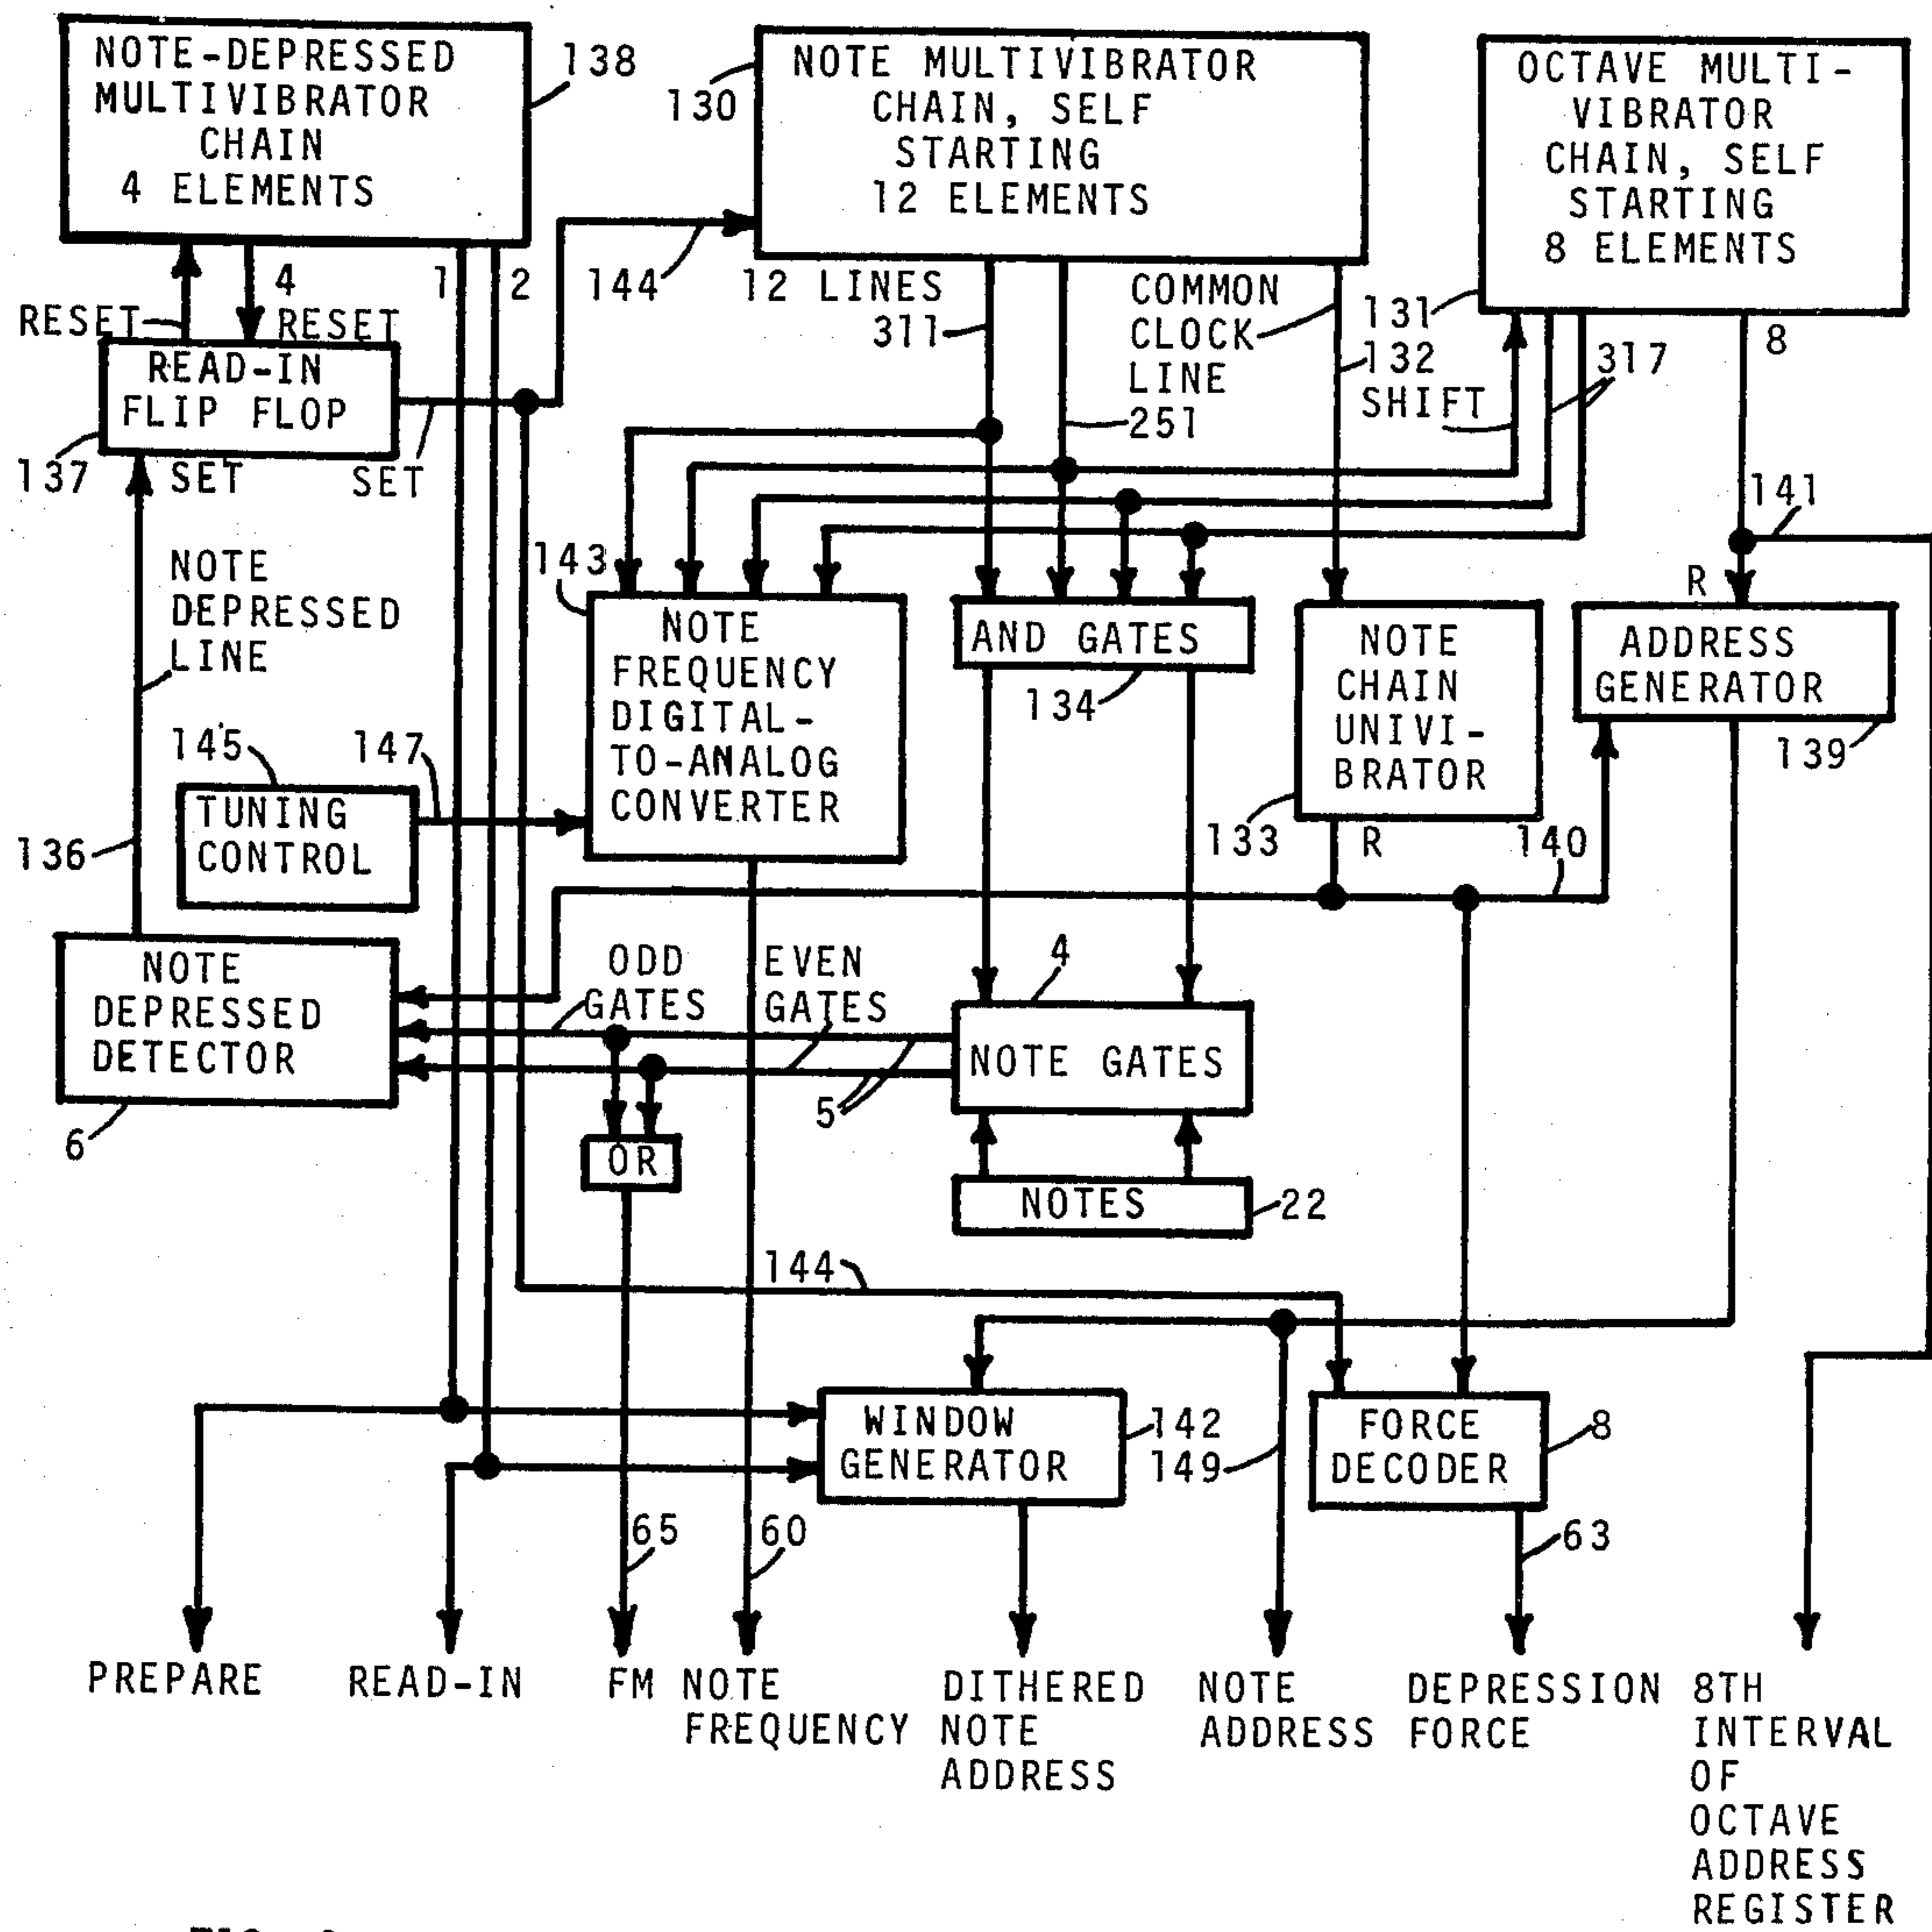 NOTE-DEPRESSED
MULTIVIBRATOR
CHAIN
4 ELEMENTS
138
130
NOTE MULTIVIBRATOR
CHAIN, SELF
STARTING
12 ELEMENTS
OCTAVE MULTI-
VIBRATOR
CHAIN, SELF
STARTING
8 ELEMENTS
RESET
4
RESET
1
2
144
12 LINES
311
COMMON
CLOCK
LINE
251
131
132
SHIFT
317
8
READ-IN
FLIP FLOP
137
SET
SET
141
NOTE
DEPRESSED
LINE
143
R
NOTE
FREQUENCY
DIGITAL-
TO-ANALOG
CONVERTER
AND GATES
134
NOTE
CHAIN
UNIVI-
BRATOR
ADDRESS
GENERATOR
139
145
147
TUNING
CONTROL
136
133
R
140
NOTE
DEPRESSED
DETECTOR
6
ODD
GATES
EVEN
GATES
4
NOTE GATES
5
OR
NOTES
22
144
WINDOW
GENERATOR
142
149
FORCE
DECODER
8
65
60
63
PREPARE
READ-IN
FM
NOTE
FREQUENCY
DITHERED
NOTE
ADDRESS
NOTE
ADDRESS
DEPRESSION
FORCE
8TH
INTERVAL
OF
OCTAVE
ADDRESS
REGISTER